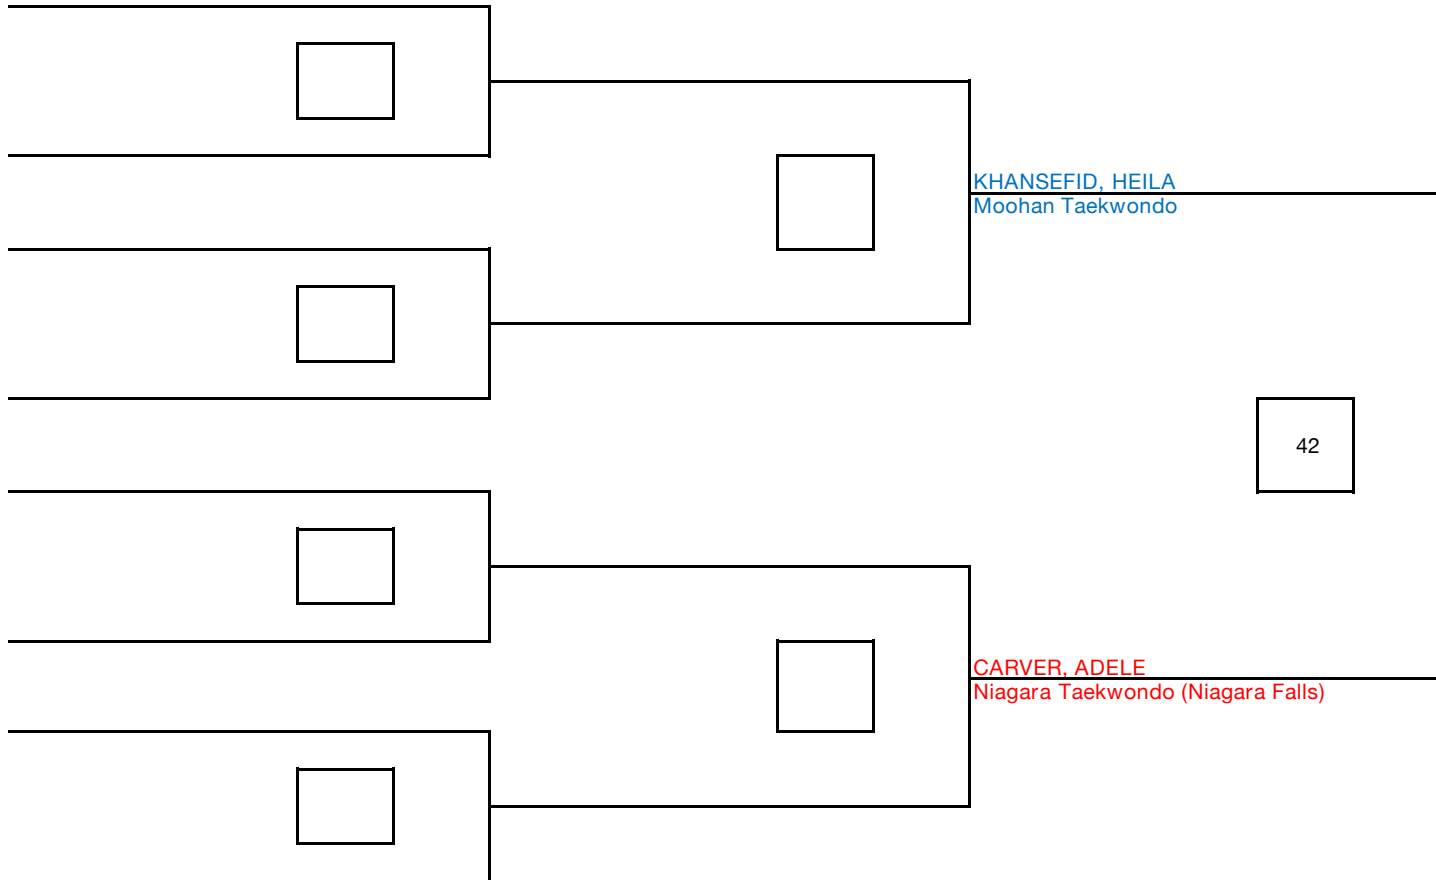 KHANSEFID, HEILA
Moohan Taekwondo
42
CARVER, ADELE
Niagara Taekwondo (Niagara Falls)